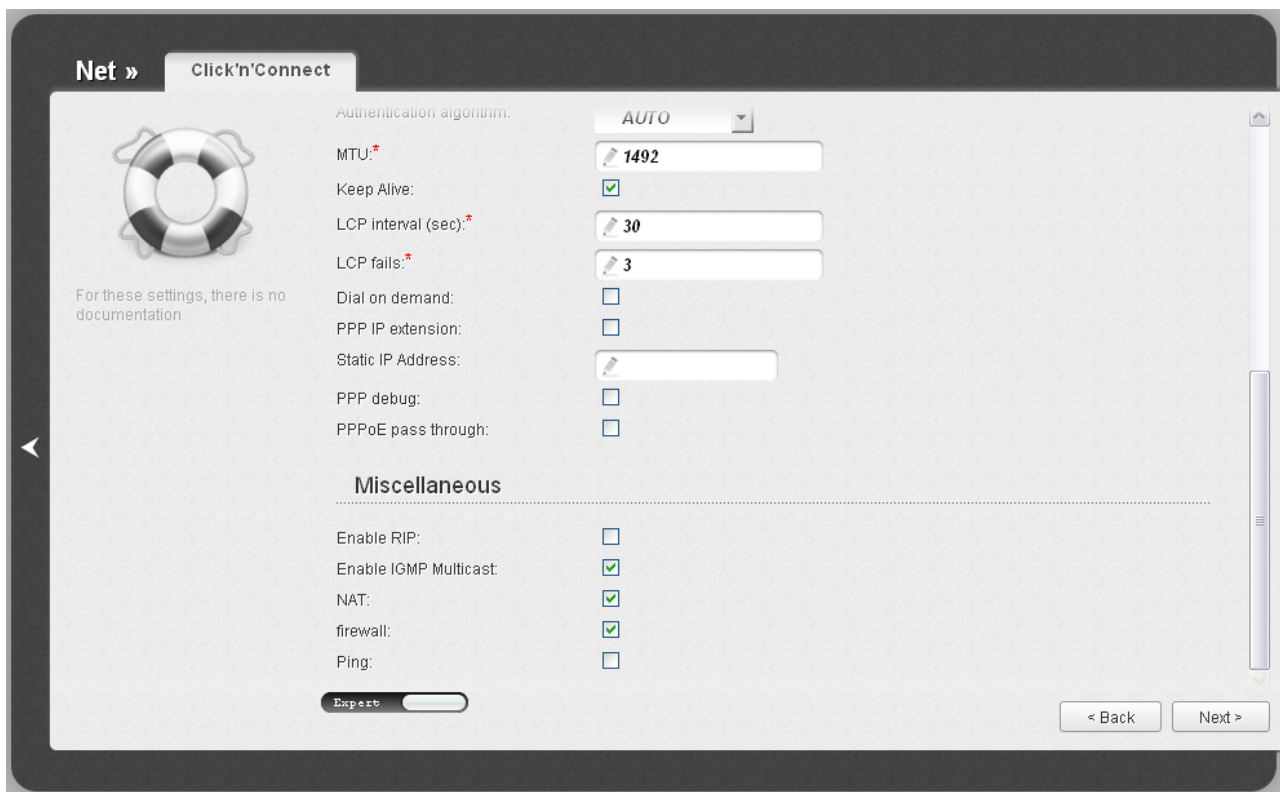 Net »
Click'n'Connect
Authentication algorithm:
AUTO
MTU:*
1492
Keep Alive:
LCP interval (sec):*
30
LCP fails:*
3
For these settings, there is no
documentation
Dial on demand:
PPP IP extension:
Static IP Address:
PPP debug:
PPPoE pass through:
Miscellaneous
Enable RIP:
Enable IGMP Multicast:
NAT:
firewall:
Ping:
Expert
< Back
Next >